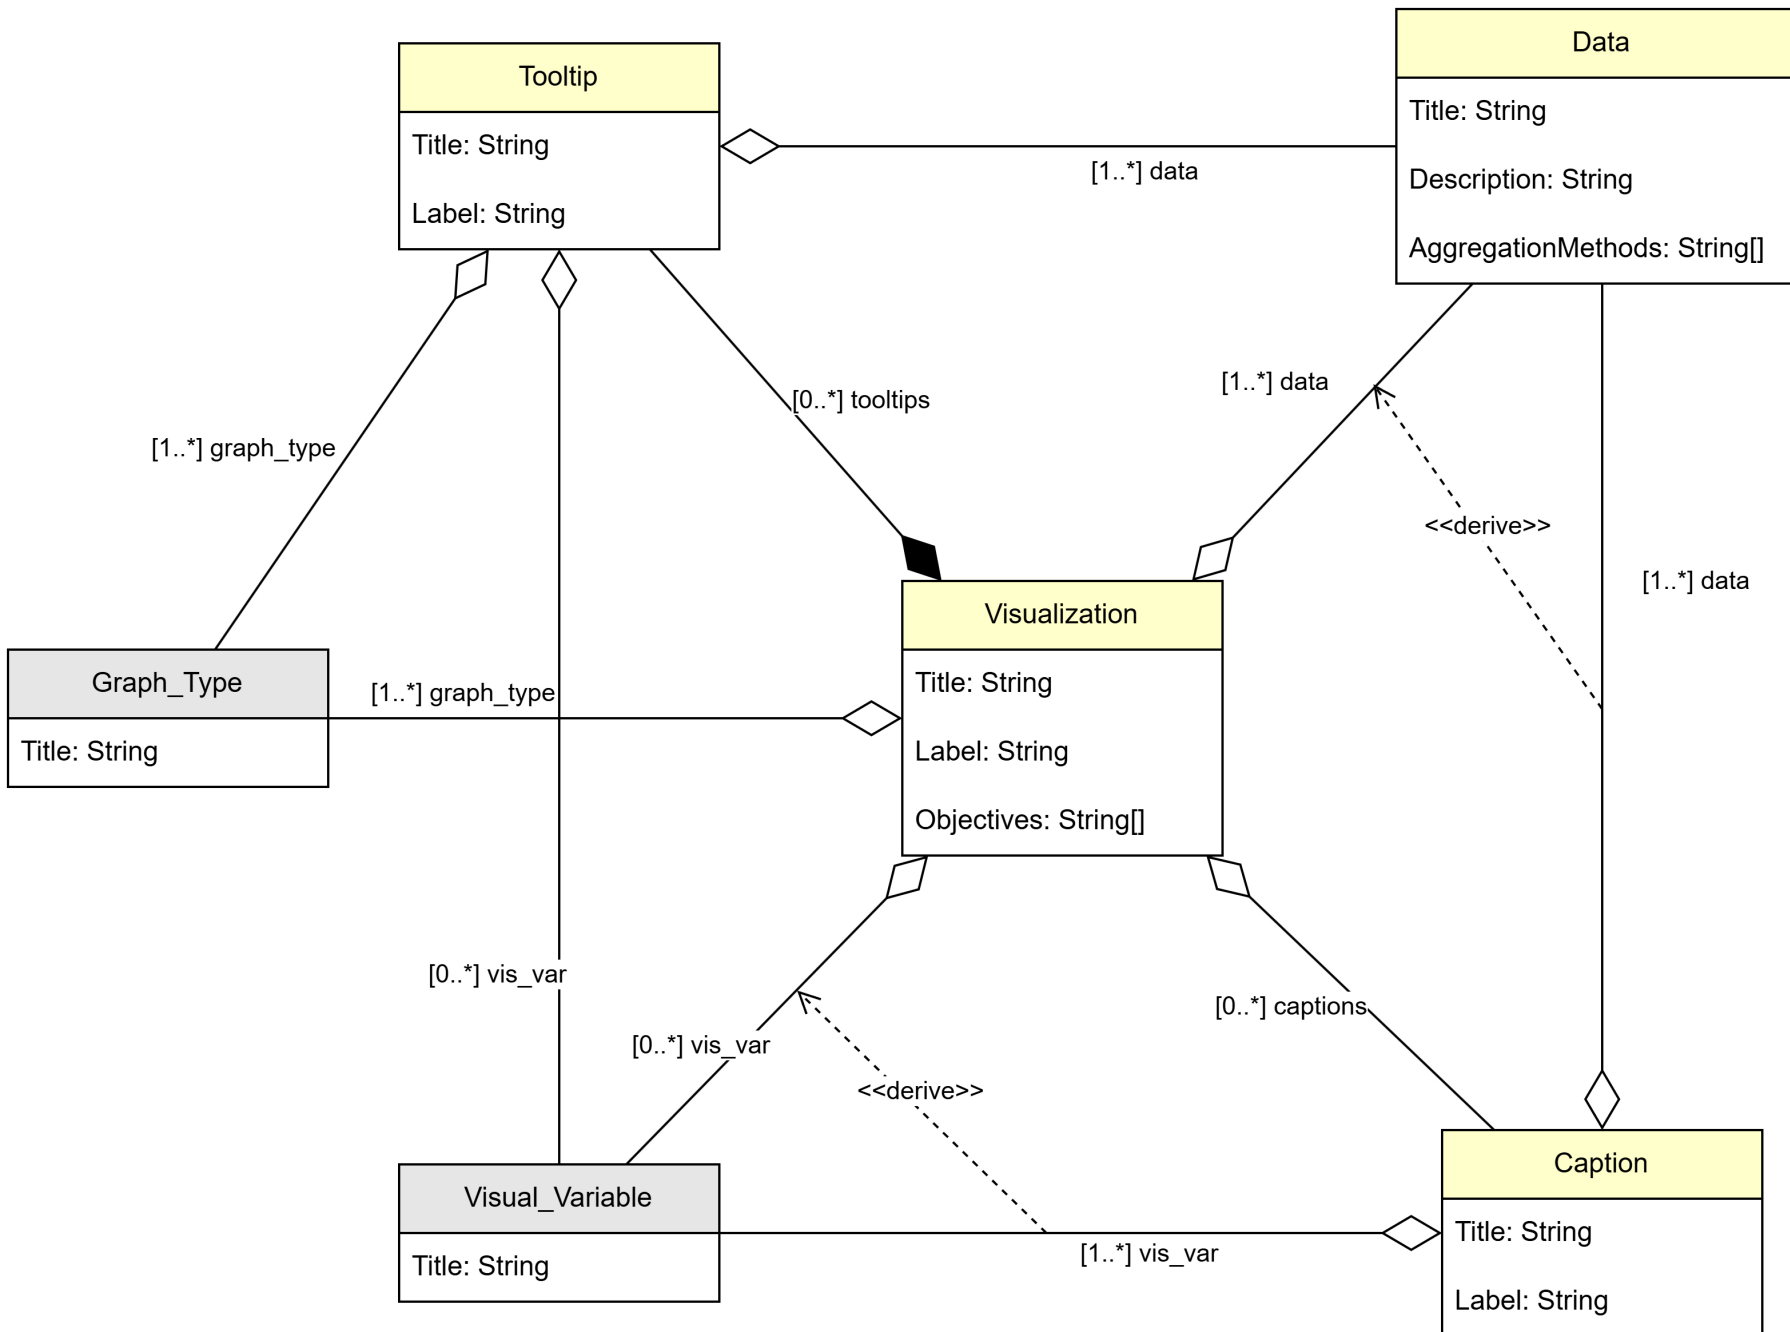 Data
Title: String
Description: String
AggregationMethods: String[]
Tooltip
Title: String
Label: String
[1..*] data
[0..*] tooltips
[1..*] data
[1..*] graph_type
<<derive>>
[1..*] data
Visualization
Title: String
Label: String
Objectives: String[]
Graph_Type
Title: String
[1..*] graph_type
[0..*] vis_var
[0..*] vis_var
[0..*] captions
<<derive>>
Visual_Variable
Title: String
[1..*] vis_var
Caption
Title: String
Label: String